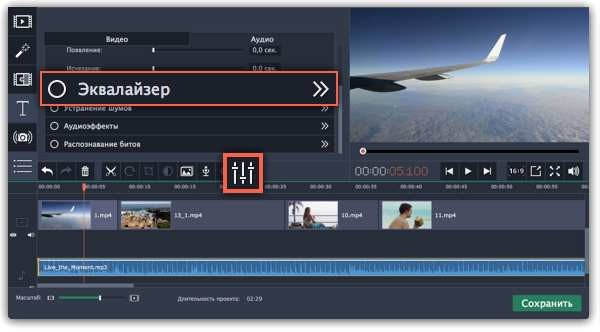 Видео Аудио
Появление: 0,0 сек.
Исчезание: 0,0 сек.
Эквалайзер
Устранение шумов
Аудиоэффекты
Распознавание битов
T
00:00:05.100
16:9
00:00:00 00:00:05 00:00:10 00:00:15 00:00:20 00:00:25 00:00:30 00:00:35 00:00:40 00:00:45 00:00:50 00:00:55
1.mp4 13_1.mp4 10.mp4 11.mp4
Live_the_Moment.mp3
Масштаб: Длительность проекта: 02:29 Сохранить